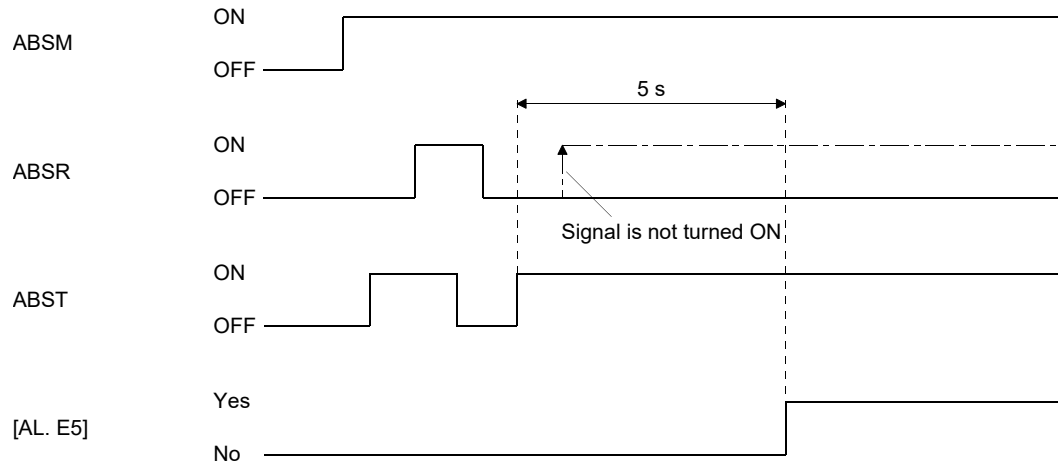 ON
ABSM
OFF
5 s
ON
ABSR
OFF
Signal is not turned ON
ON
ABST
OFF
Yes
[AL. E5]
No